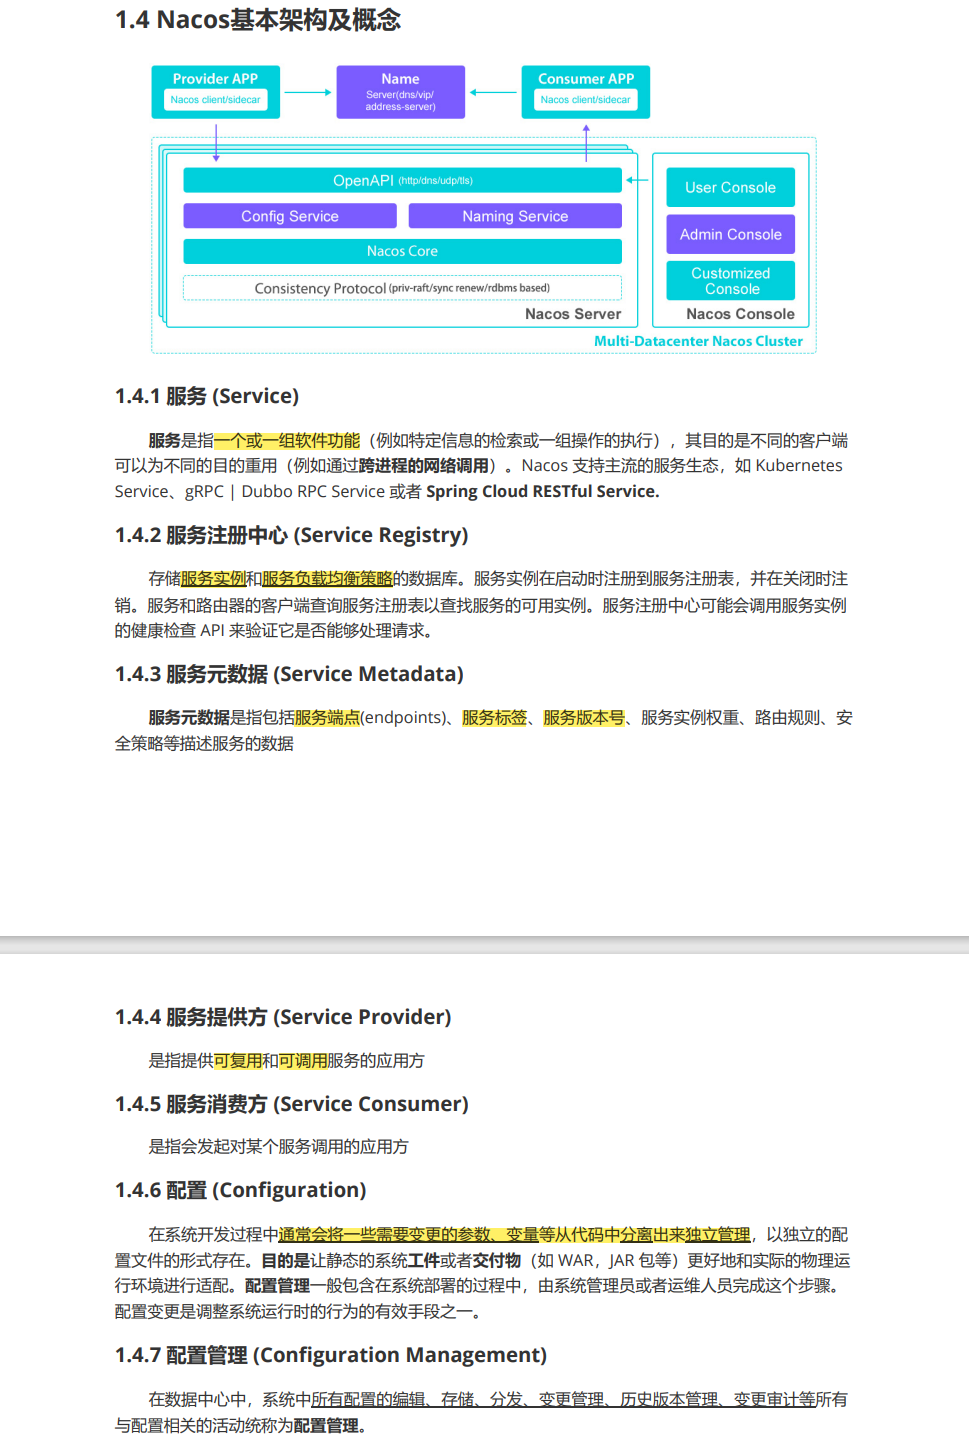 1.4 Nacos基本架构及概念
Provider APP
Nacos client/sidecar
Name
Server(dns/vip/
address-server)
Consumer APP
Nacos client/sidecar
OpenAPI (http/dns/udp/tls)
Config Service
Naming Service
Nacos Core
Consistency Protocol (priv-raft/sync renew/rdbms based)
Nacos Server
User Console
Admin Console
Customized
Console
Nacos Console
Multi-Datacenter Nacos Cluster
1.4.1 服务 (Service)
服务是指一个或一组软件功能（例如特定信息的检索或一组操作的执行），其目的是不同的客户端
可以为不同的目的重用（例如通过跨进程的网络调用）。Nacos 支持主流的服务生态，如 Kubernetes
Service、gRPC | Dubbo RPC Service 或者 Spring Cloud RESTful Service.
1.4.2 服务注册中心 (Service Registry)
存储服务实例和服务负载均衡策略的数据库。服务实例在启动时注册到服务注册表，并在关闭时注
销。服务和路由器的客户端查询服务注册表以查找服务的可用实例。服务注册中心可能会调用服务实例
的健康检查 API 来验证它是否能够处理请求。
1.4.3 服务元数据 (Service Metadata)
服务元数据是指包括服务端点(endpoints)、服务标签、服务版本号、服务实例权重、路由规则、安
全策略等描述服务的数据
1.4.4 服务提供方 (Service Provider)
是指提供可复用和可调用服务的应用方
1.4.5 服务消费方 (Service Consumer)
是指会发起对某个服务调用的应用方
1.4.6 配置 (Configuration)
在系统开发过程中通常会将一些需要变更的参数、变量等从代码中分离出来独立管理，以独立的配
置文件的形式存在。目的是让静态的系统工件或者交付物（如 WAR，JAR 包等）更好地和实际的物理运
行环境进行适配。配置管理一般包含在系统部署的过程中，由系统管理员或者运维人员完成这个步骤。
配置变更是调整系统运行时的行为的有效手段之一。
1.4.7 配置管理 (Configuration Management)
在数据中心中，系统中所有配置的编辑、存储、分发、变更管理、历史版本管理、变更审计等所有
与配置相关的活动统称为配置管理。